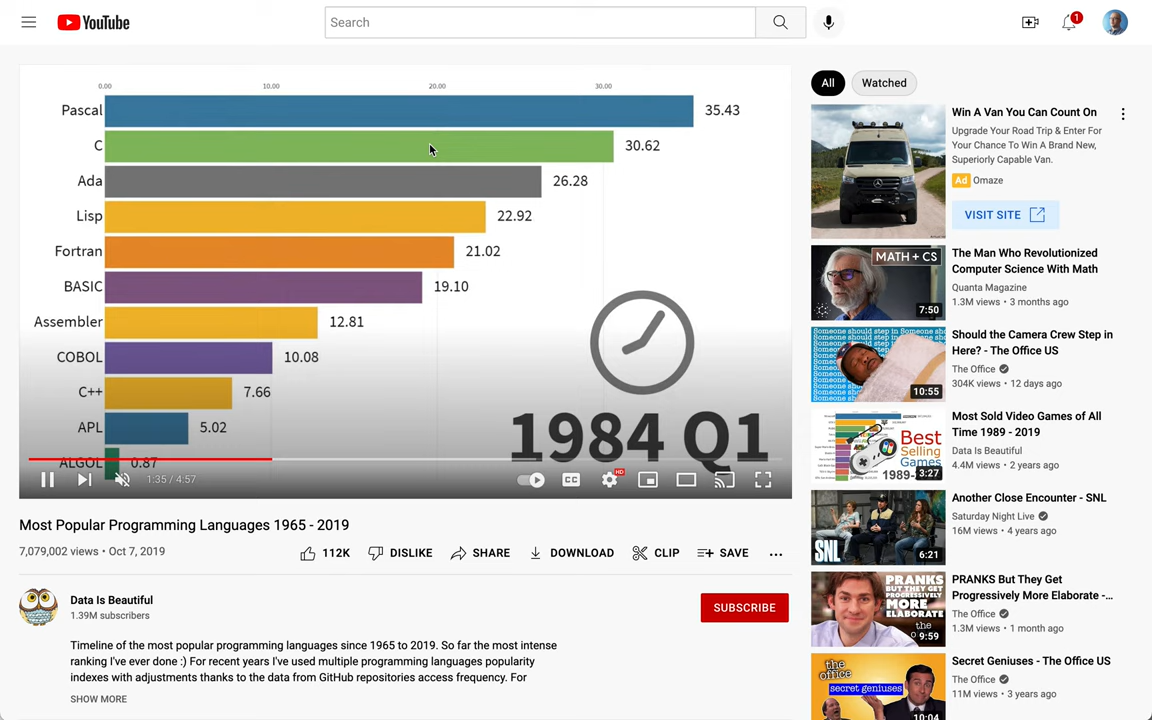 YouTube
Search
1
0.00 10.00 20.00 30.00
Pascal 35.43
C 30.62
Ada 26.28
Lisp 22.92
Fortran 21.02
BASIC 19.10
Assembler 12.81
COBOL 10.08
C++ 7.66
APL 5.02
ALGOL 0.87
1984 Q1
1:35 / 4:57
CC
HD
Most Popular Programming Languages 1965 - 2019
7,079,002 views • Oct 7, 2019
112K DISLIKE SHARE DOWNLOAD CLIP SAVE ...
Data Is Beautiful
1.39M subscribers
SUBSCRIBE
Timeline of the most popular programming languages since 1965 to 2019. So far the most intense
ranking I've ever done :) For recent years I've used multiple programming languages popularity
indexes with adjustments thanks to the data from GitHub repositories access frequency. For
SHOW MORE
All Watched
Win A Van You Can Count On
Upgrade Your Road Trip & Enter For
Your Chance To Win A Brand New,
Superiorly Capable Van.
Ad Omaze
VISIT SITE
MATH + CS
7:50
The Man Who Revolutionized
Computer Science With Math
Quanta Magazine
1.3M views • 3 months ago
10:55
Should the Camera Crew Step in
Here? - The Office US
The Office
304K views • 12 days ago
Best
Selling
Games
1989-
3:27
Most Sold Video Games of All
Time 1989 - 2019
Data Is Beautiful
4.4M views • 2 years ago
SNL
6:21
Another Close Encounter - SNL
Saturday Night Live
16M views • 4 years ago
PRANKS
BUT THEY GET
PROGRESSIVELY
MORE
ELABORATE
the
9:59
PRANKS But They Get
Progressively More Elaborate -...
The Office
1.3M views • 1 month ago
the
office
secret geniuses
10:04
Secret Geniuses - The Office US
The Office
11M views • 3 years ago